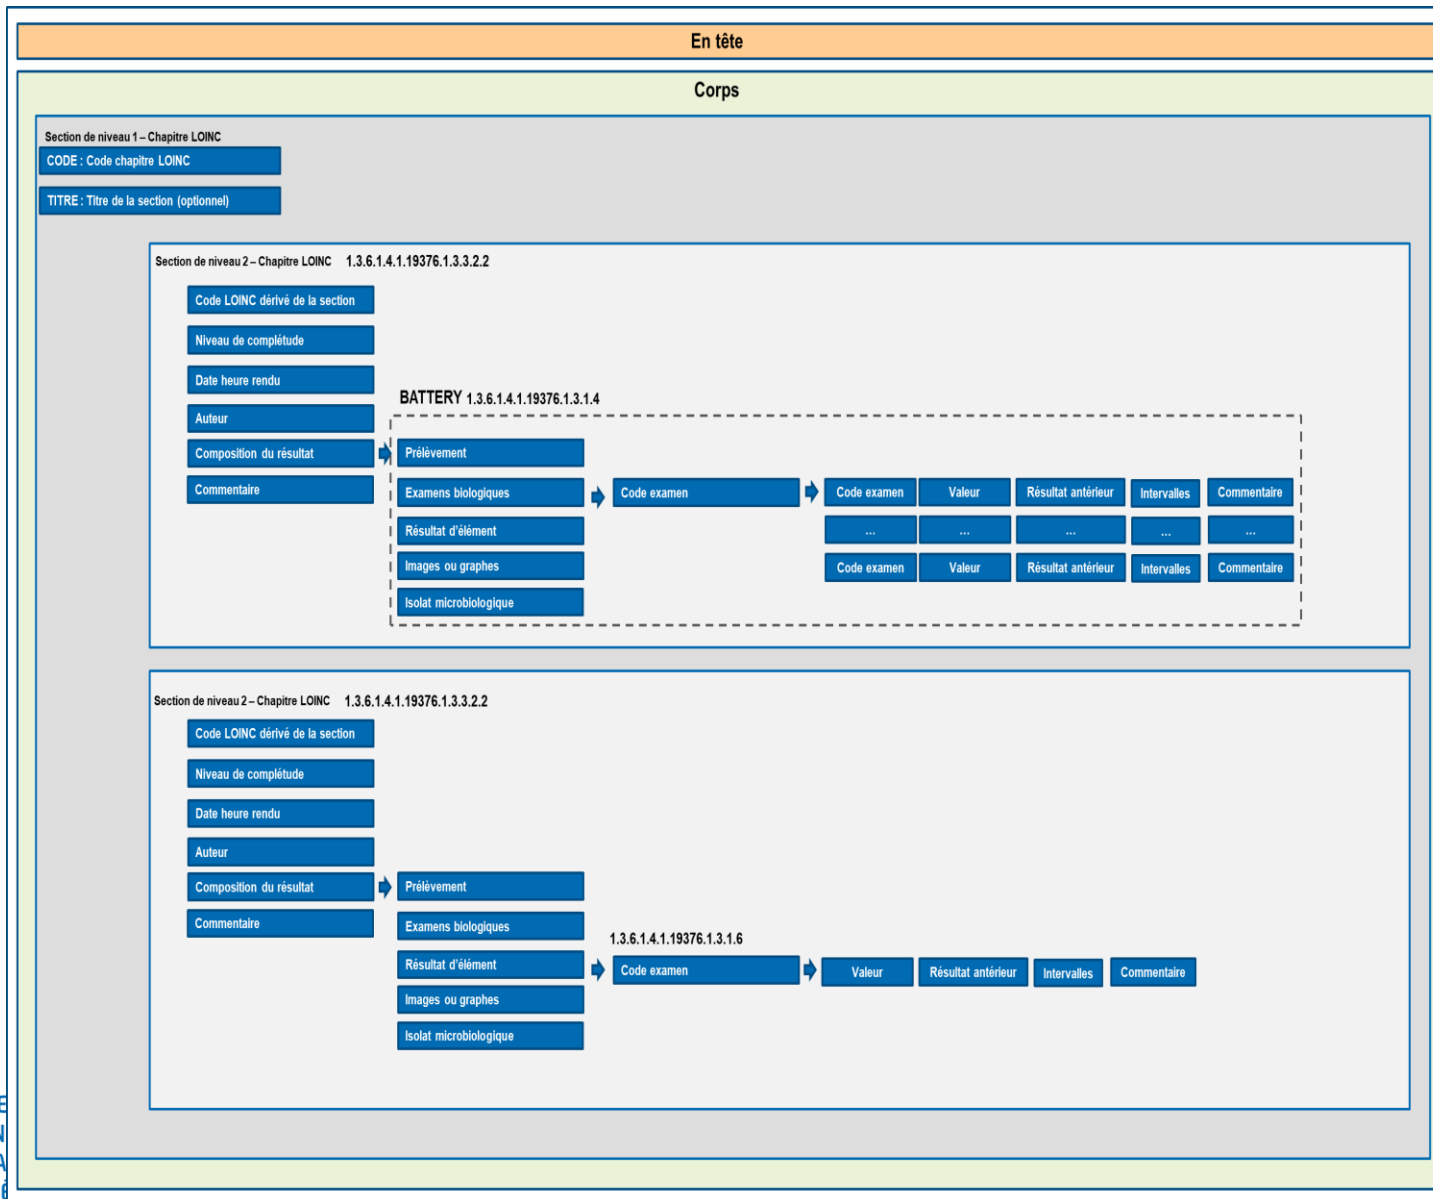 En tête
Corps
Section de niveau 1 – Chapitre LOINC
CODE : Code chapitre LOINC
TITRE : Titre de la section (optionnel)
Section de niveau 2 – Chapitre LOINC 1.3.6.1.4.1.19376.1.3.3.2.2
Code LOINC dérivé de la section
Niveau de complétude
Date heure rendu
BATTERY 1.3.6.1.4.1.19376.1.3.1.4
Auteur
Composition du résultat Prélèvement
Commentaire Examens biologiques Code examen Code examen Valeur Résultat antérieur Intervalles Commentaire
Résultat d'élément ... ... ... ... ...
Images ou graphes Code examen Valeur Résultat antérieur Intervalles Commentaire
Isolat microbiologique
Section de niveau 2 – Chapitre LOINC 1.3.6.1.4.1.19376.1.3.3.2.2
Code LOINC dérivé de la section
Niveau de complétude
Date heure rendu
Auteur
Composition du résultat Prélèvement
Commentaire Examens biologiques
1.3.6.1.4.1.19376.1.3.1.6
Résultat d'élément Code examen Valeur Résultat antérieur Intervalles Commentaire
Images ou graphes
Isolat microbiologique